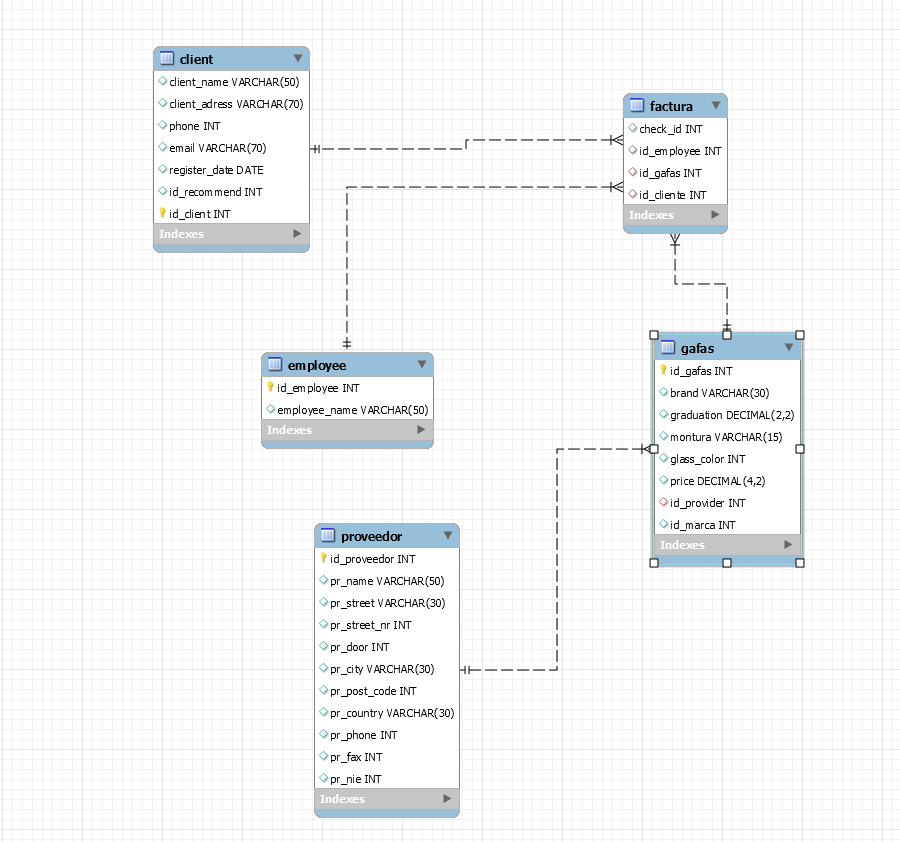 client
client_name VARCHAR(50)
client_adress VARCHAR(70)
phone INT
email VARCHAR(70)
register_date DATE
id_recommend INT
id_client INT
Indexes
factura
check_id INT
id_employee INT
id_gafas INT
id_cliente INT
Indexes
employee
id_employee INT
employee_name VARCHAR(50)
Indexes
gafas
id_gafas INT
brand VARCHAR(30)
graduation DECIMAL(2,2)
montura VARCHAR(15)
glass_color INT
price DECIMAL(4,2)
id_provider INT
id_marca INT
Indexes
proveedor
id_proveedor INT
pr_name VARCHAR(50)
pr_street VARCHAR(30)
pr_street_nr INT
pr_door INT
pr_city VARCHAR(30)
pr_post_code INT
pr_country VARCHAR(30)
pr_phone INT
pr_fax INT
pr_nie INT
Indexes